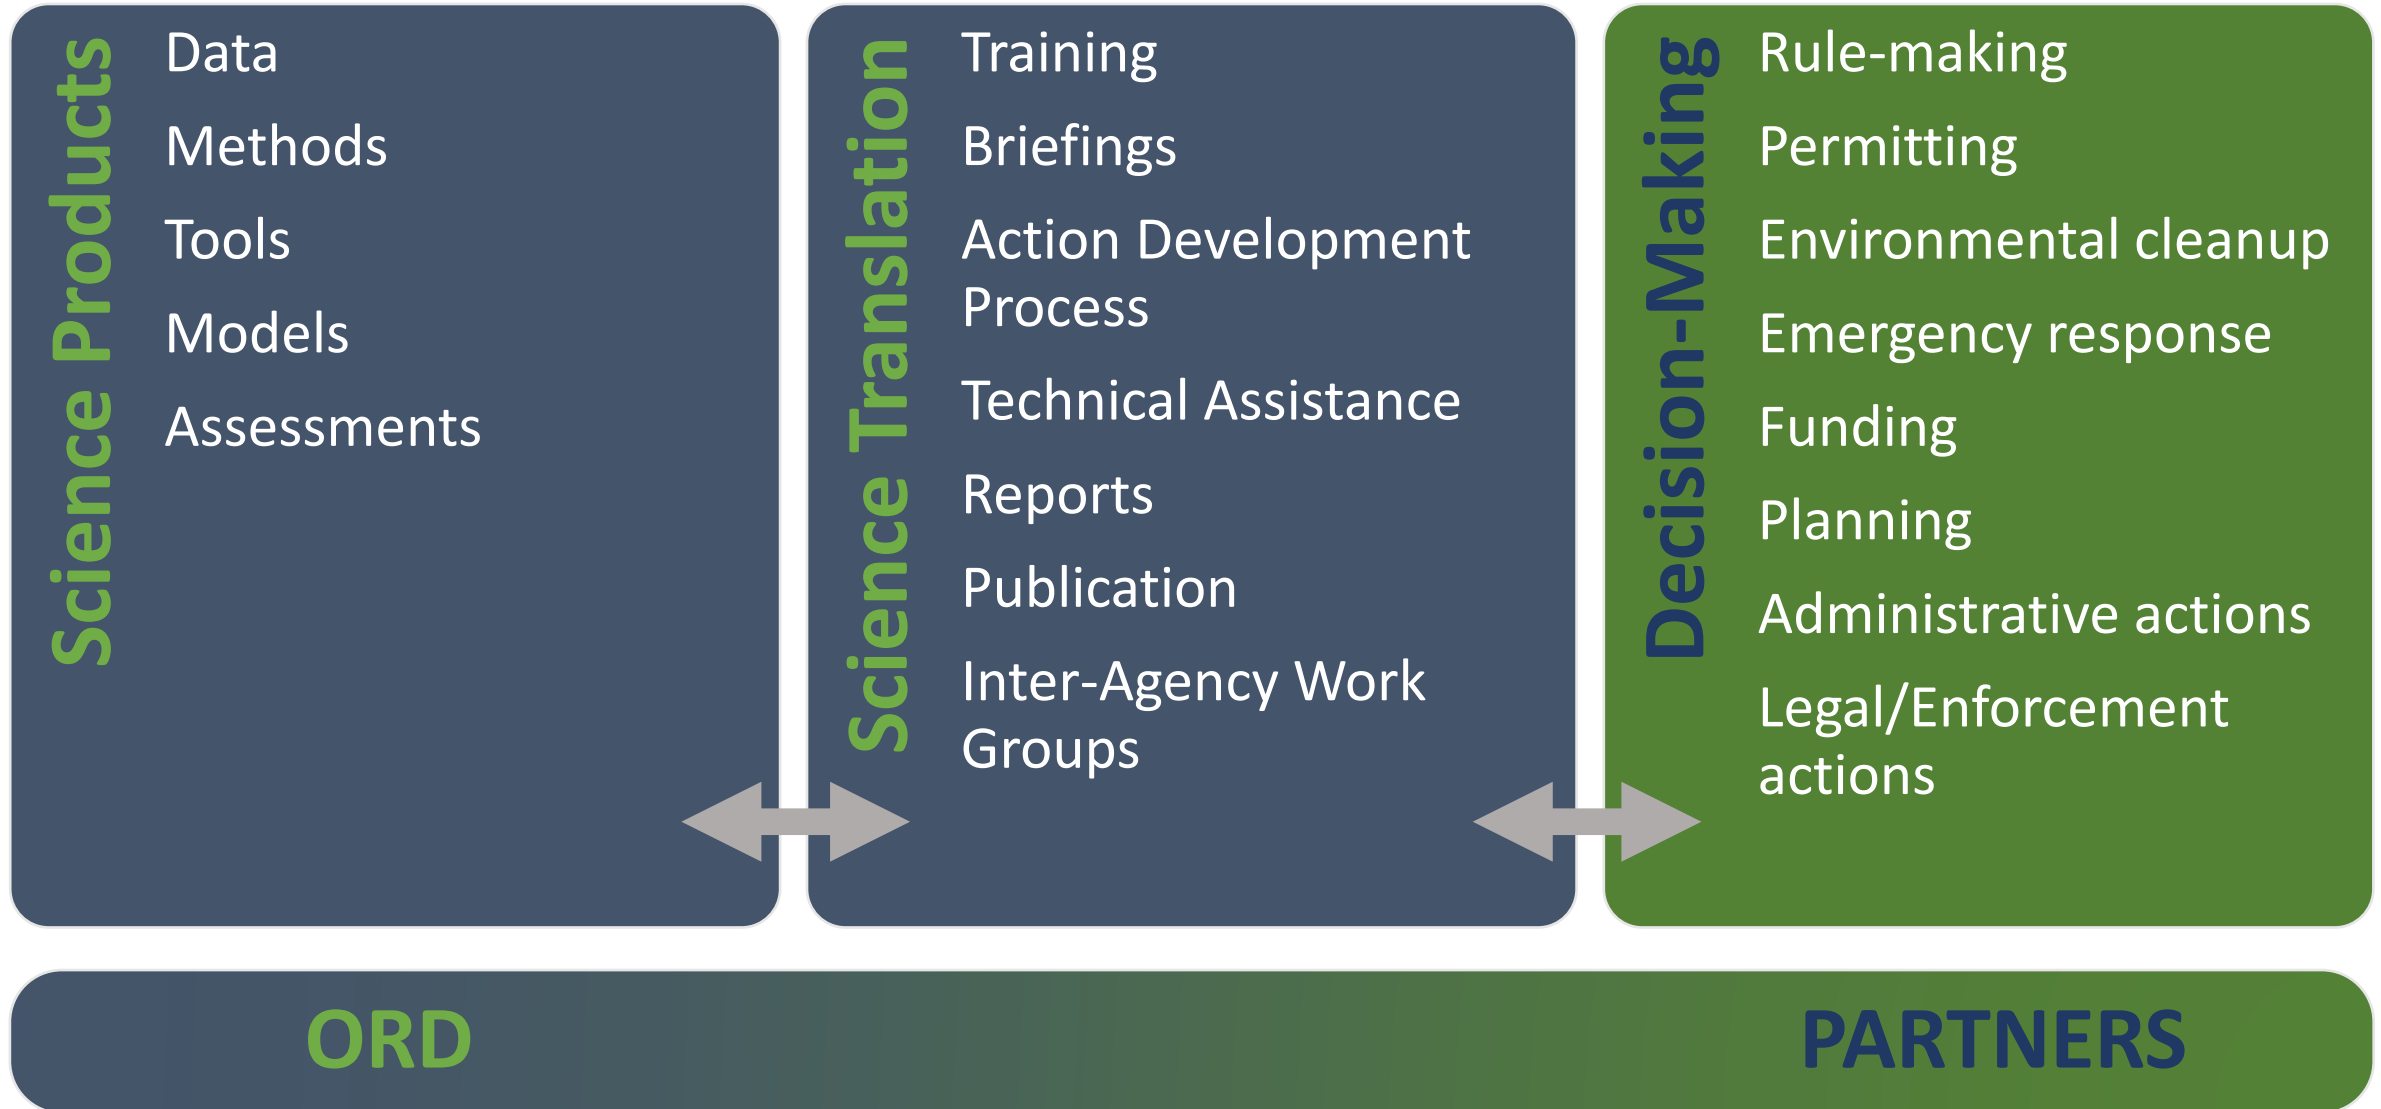 Science Products
Data
Methods
Tools
Models
Assessments
Science Translation
Training
Briefings
Action Development
Process
Technical Assistance
Reports
Publication
Inter-Agency Work
Groups
Decision-Making
Rule-making
Permitting
Environmental cleanup
Emergency response
Funding
Planning
Administrative actions
Legal/Enforcement
actions
ORD
PARTNERS